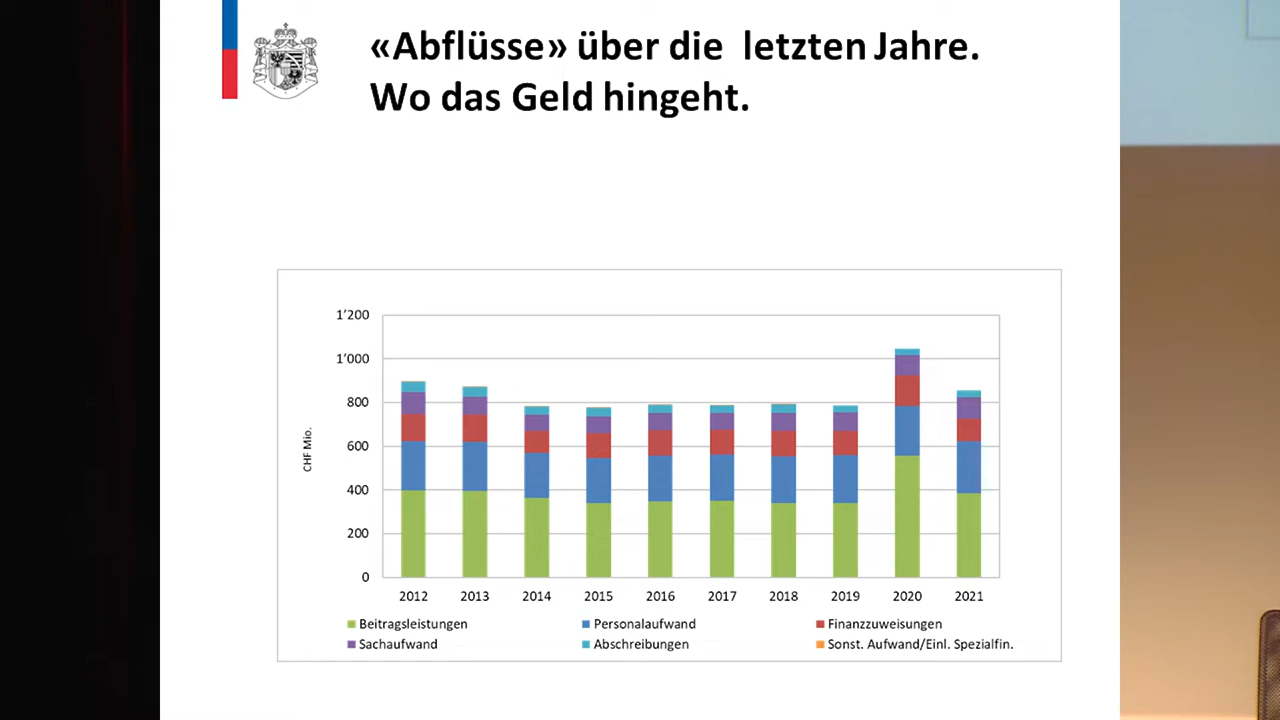 «Abflüsse» über die letzten Jahre.
Wo das Geld hingeht.
1’200
1’000
800
600
400
200
0
CHF Mio.
2012 2013 2014 2015 2016 2017 2018 2019 2020 2021
Beitragsleistungen Personalaufwand Finanzzuweisungen
Sachaufwand Abschreibungen Sonst. Aufwand/Einl. Spezialfin.